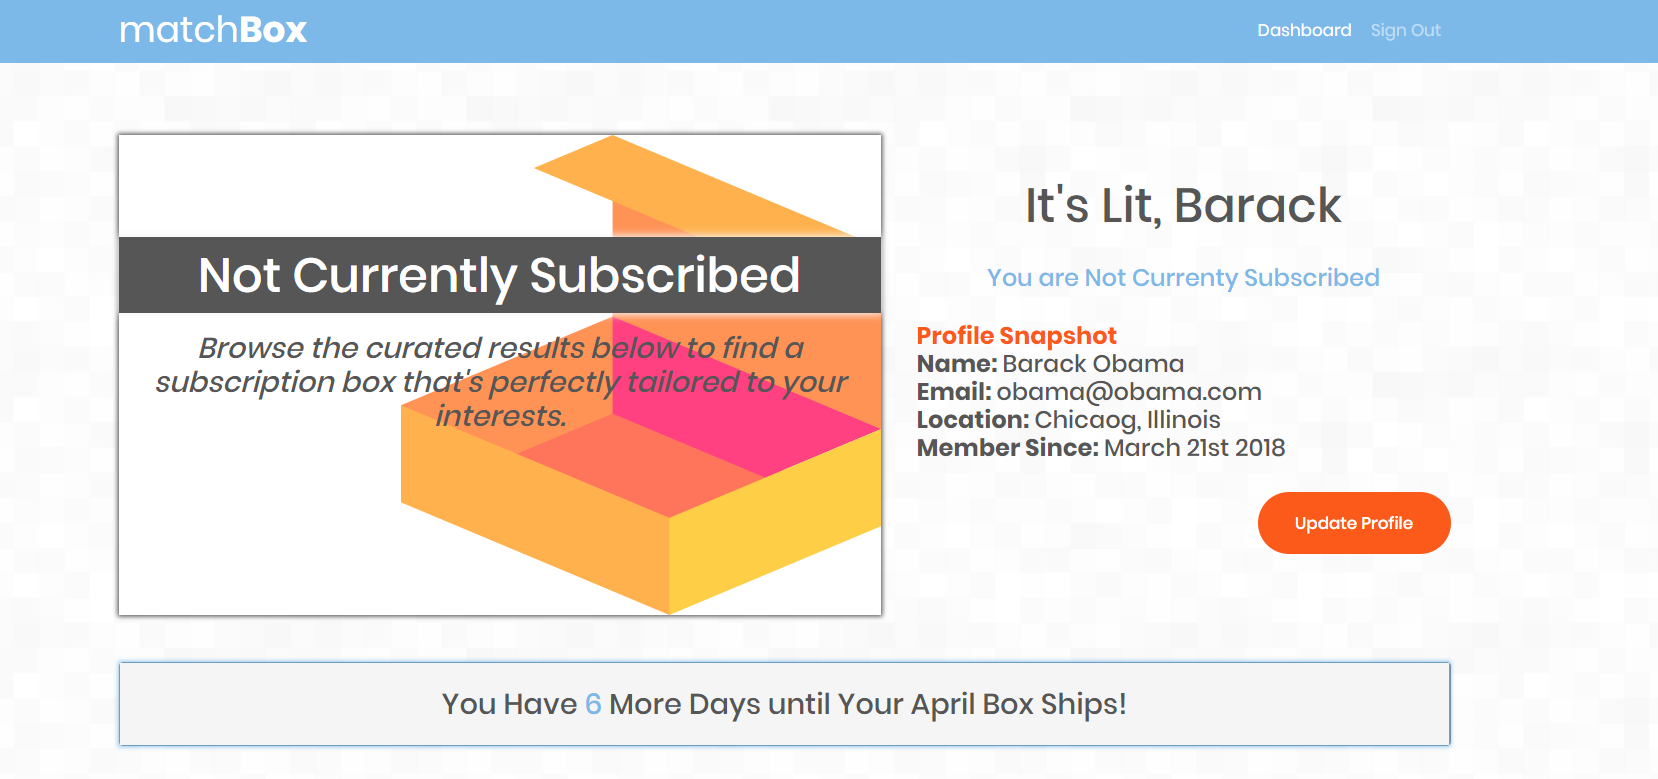 matchBox
Dashboard Sign Out
Not Currently Subscribed
Browse the curated results below to find a
subscription box that's perfectly tailored to your
interests.
It's Lit, Barack
You are Not Currenty Subscribed
Profile Snapshot
Name: Barack Obama
Email: obama@obama.com
Location: Chicaog, Illinois
Member Since: March 21st 2018
Update Profile
You Have 6 More Days until Your April Box Ships!